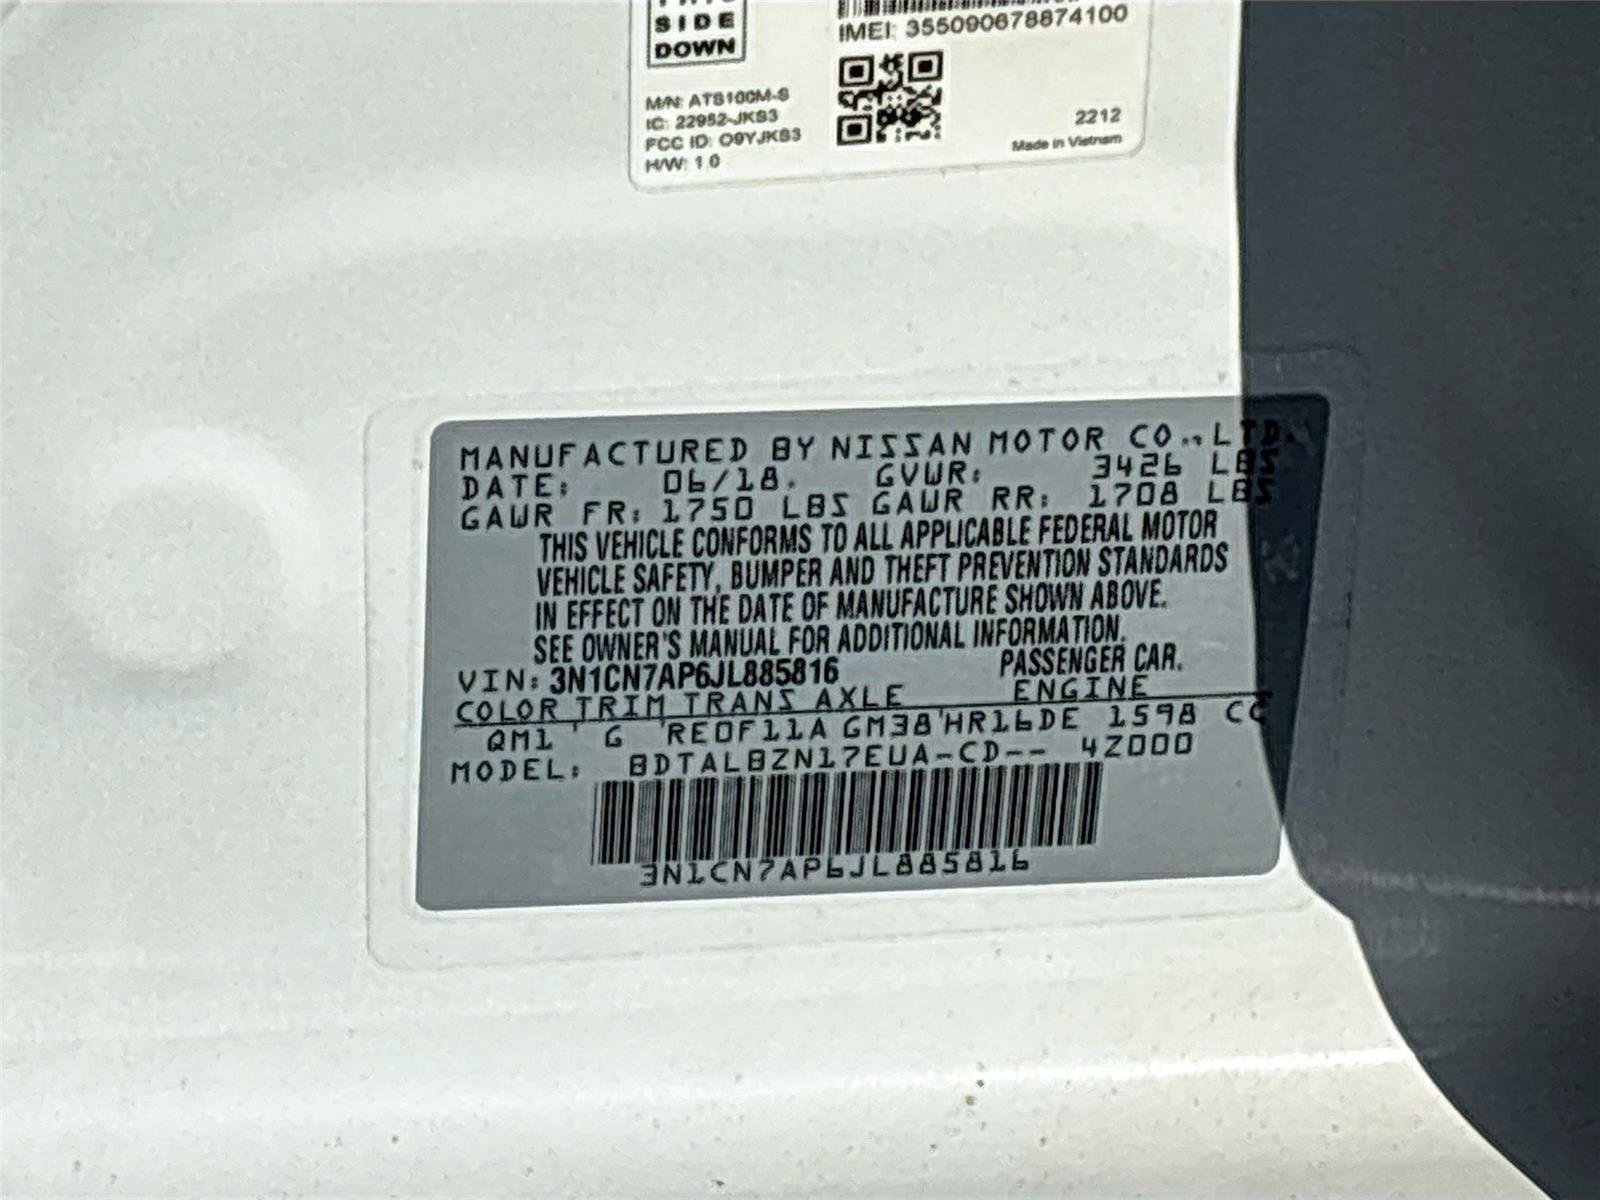 SIDE
DOWN
IMEI: 355090678874100
M/N: ATS100M-S
IC: 22952-JKS3
FCC ID: O9YJKS3
H/W: 1.0
2212
Made in Vietnam
MANUFACTURED BY NISSAN MOTOR CO., LTD.
DATE: 06/18. GVWR: 3426 LBS
GAWR FR: 1750 LBS GAWR RR: 1708 LBS
THIS VEHICLE CONFORMS TO ALL APPLICABLE FEDERAL MOTOR
VEHICLE SAFETY, BUMPER AND THEFT PREVENTION STANDARDS
IN EFFECT ON THE DATE OF MANUFACTURE SHOWN ABOVE.
SEE OWNER'S MANUAL FOR ADDITIONAL INFORMATION.
VIN: 3N1CN7AP6JL885816 PASSENGER CAR.
COLOR TRIM TRANS AXLE ENGINE
QM1 ' G ' RE0F11A GM38 ' HR16DE 1598 CC
MODEL: BDTALBZN17EUA-CD-- 4Z000
3N1CN7AP6JL885816